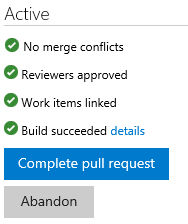 Active
No merge conflicts
Reviewers approved
Work items linked
Build succeeded details
Complete pull request
Abandon